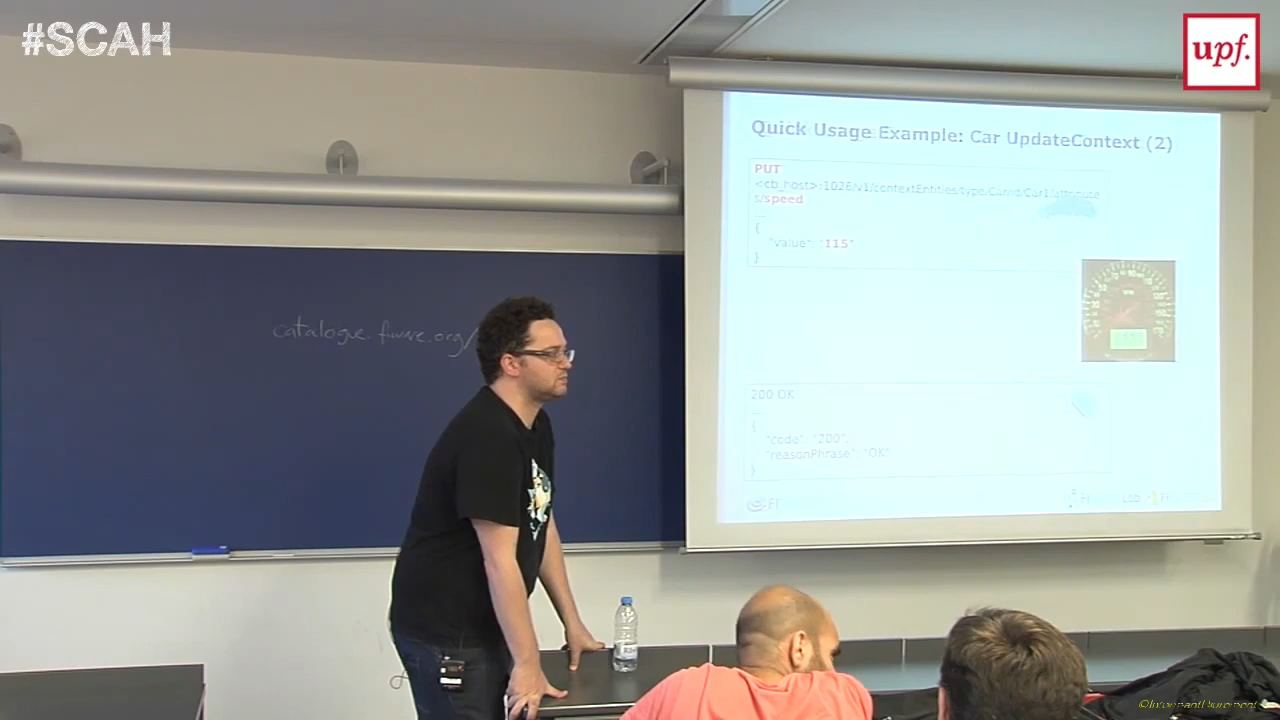 #SCAH
upf.
Quick Usage Example: Car UpdateContext (2)
PUT
<cb_host>:1026/v1/contextEntities/type/Car/id/Car1/attribute
s/speed
...
{
"value": "115"
}
catalogue.fiware.org/
200 OK
...
{
"code": "200",
"reasonPhrase": "OK"
}